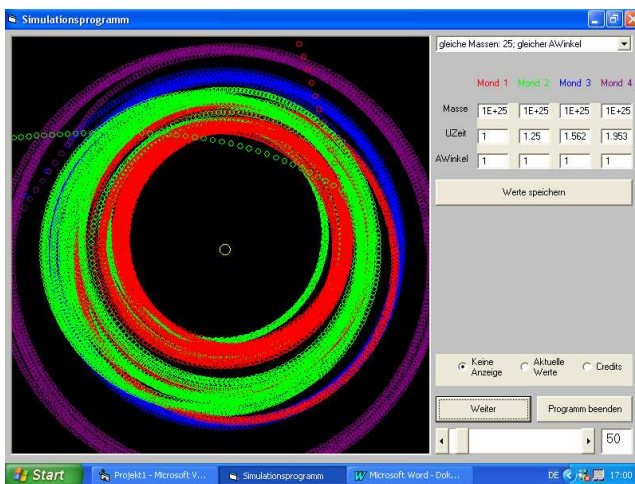 Simulationsprogramm
gleiche Massen: 25; gleicher AWinkel
Mond 1 Mond 2 Mond 3 Mond 4
Masse 1E+25 1E+25 1E+25 1E+25
UZeit 1 1.25 1.562 1.953
AWinkel 1 1 1 1
Werte speichern
Keine Anzeige Aktuelle Werte Credits
Weiter Programm beenden
50
Start Projekt1 - Microsoft V... Simulationsprogramm Microsoft Word - Dok... DE 17:00